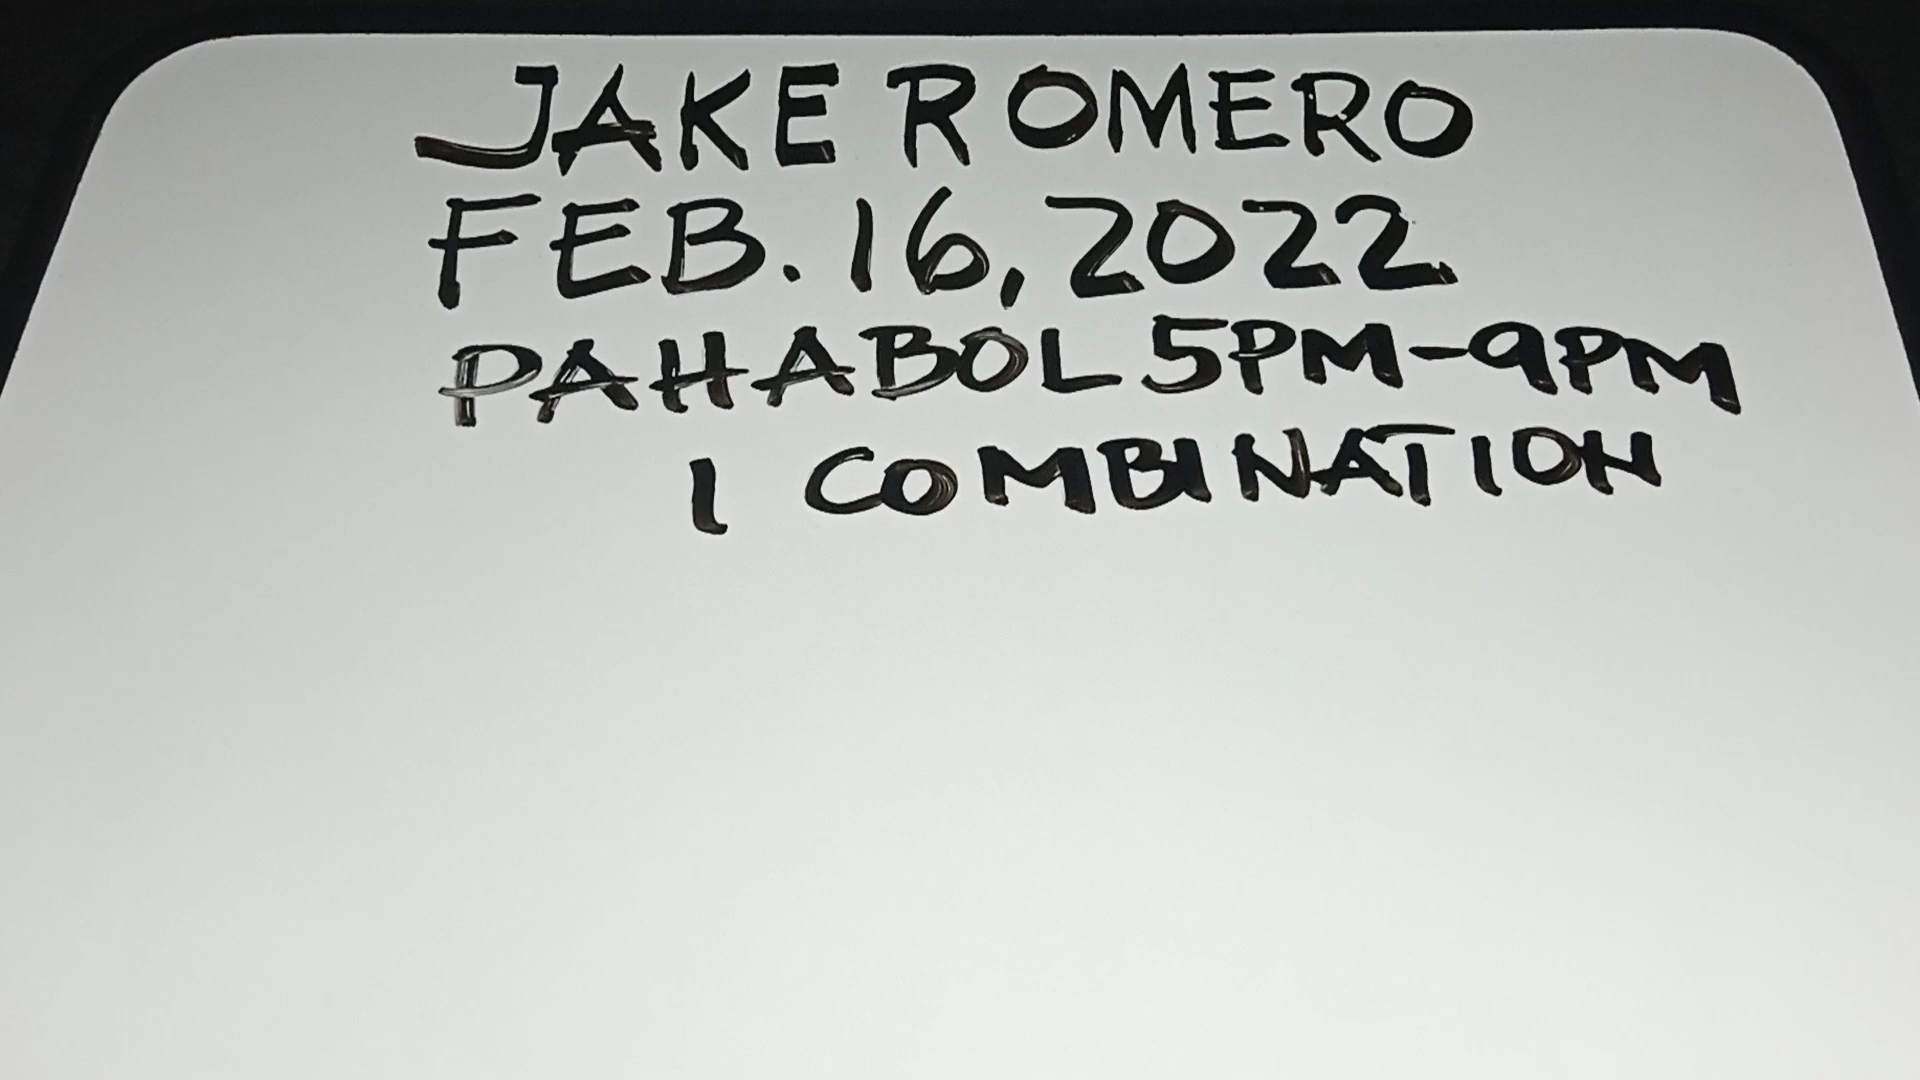 JAKE ROMERO
FEB. 16, 2022
PAHABOL 5PM-9PM
1 COMBINATION